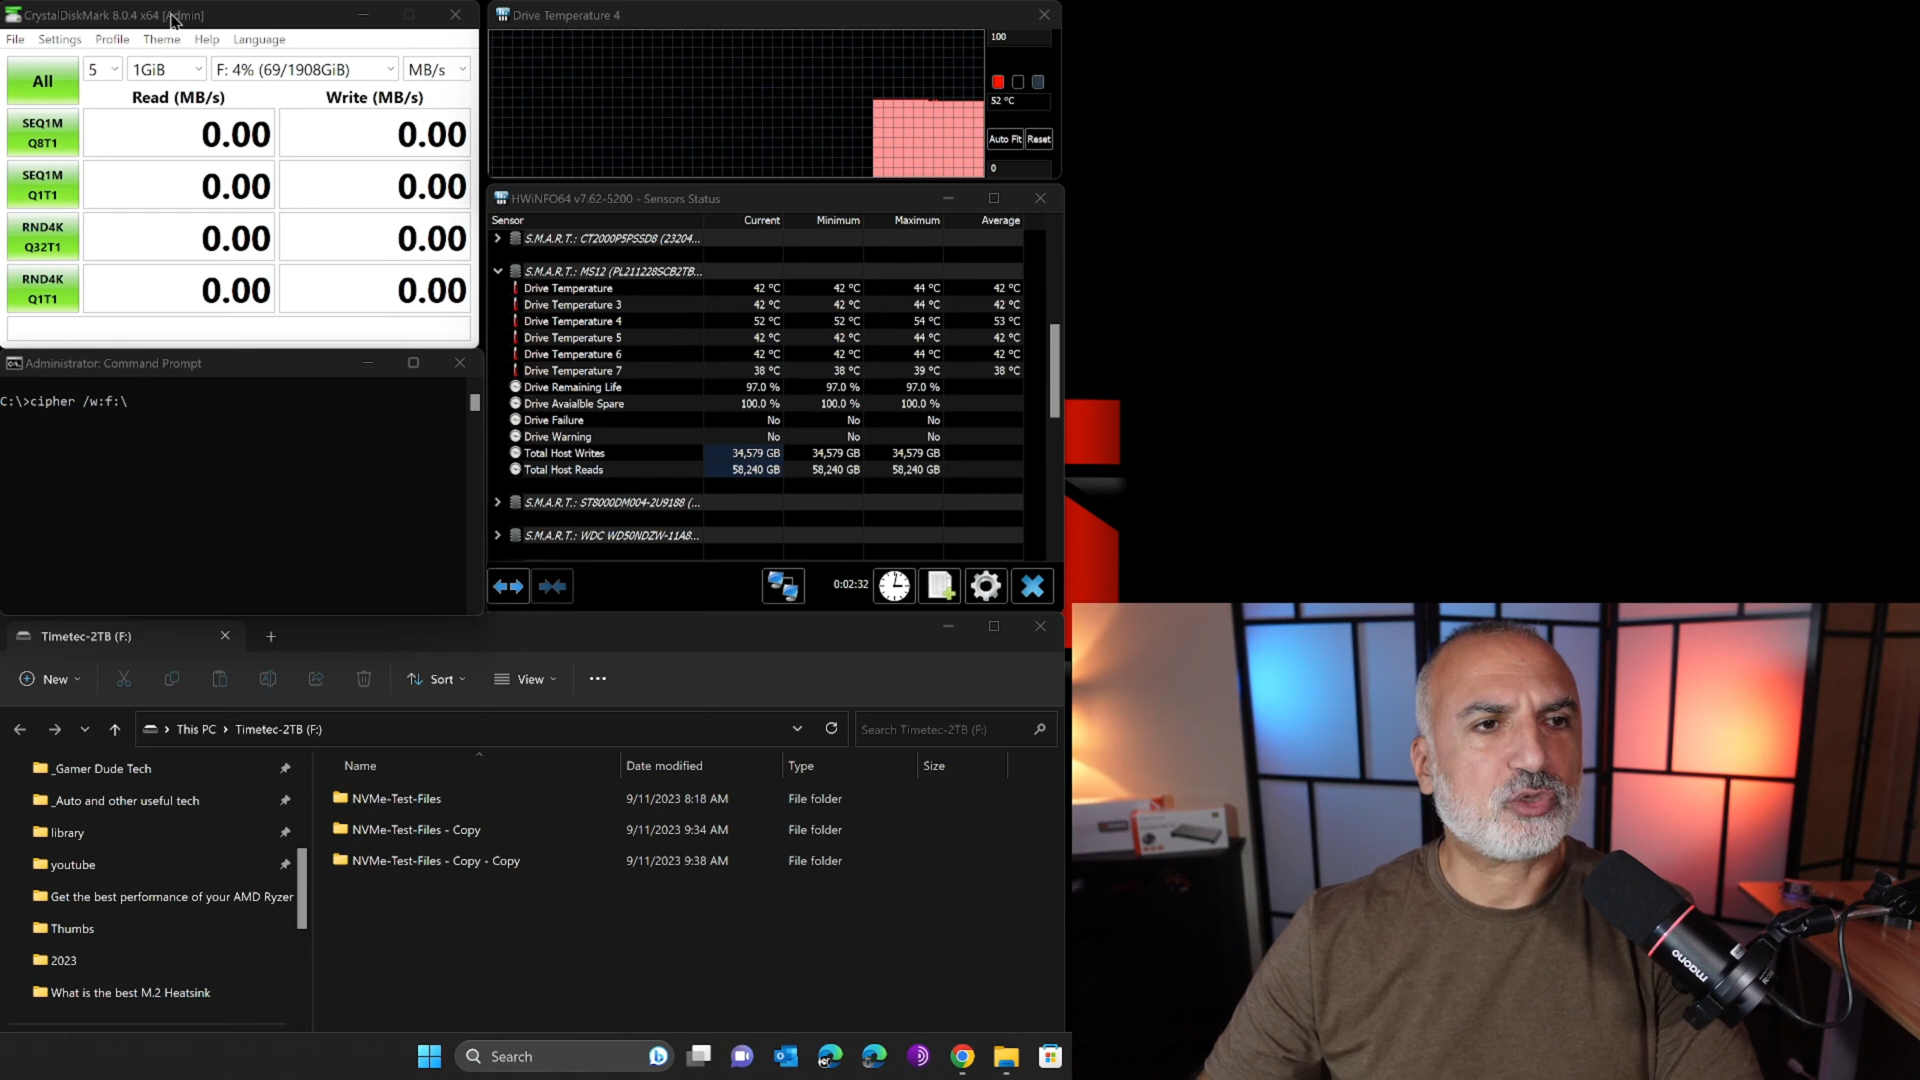 CrystalDiskMark 8.0.4 x64 [Admin]
File Settings Profile Theme Help Language
All 5 1GiB F: 4% (69/1908GiB) MB/s
Read (MB/s) Write (MB/s)
SEQ1M
Q8T1
0.00 0.00
SEQ1M
Q1T1
0.00 0.00
RND4K
Q32T1
0.00 0.00
RND4K
Q1T1
0.00 0.00
Administrator: Command Prompt
C:\>cipher /w:f:\
Drive Temperature 4
100
52 °C
Auto Fit Reset
0
HWiNFO64 v7.62-5200 - Sensors Status
Sensor Current Minimum Maximum Average
S.M.A.R.T.: CT2000P5PSSD8 (23204...
S.M.A.R.T.: MS12 (PL211228SCB2TB...
Drive Temperature 42 °C 42 °C 44 °C 42 °C
Drive Temperature 3 42 °C 42 °C 44 °C 42 °C
Drive Temperature 4 52 °C 52 °C 54 °C 53 °C
Drive Temperature 5 42 °C 42 °C 44 °C 42 °C
Drive Temperature 6 42 °C 42 °C 44 °C 42 °C
Drive Temperature 7 38 °C 38 °C 39 °C 38 °C
Drive Remaining Life 97.0 % 97.0 % 97.0 %
Drive Avaialble Spare 100.0 % 100.0 % 100.0 %
Drive Failure No No No
Drive Warning No No No
Total Host Writes 34,579 GB 34,579 GB 34,579 GB
Total Host Reads 58,240 GB 58,240 GB 58,240 GB
S.M.A.R.T.: ST8000DM004-2U9188 (...
S.M.A.R.T.: WDC WD50NDZW-11A8...
0:02:32
Timetec-2TB (F:)
New Sort View
This PC > Timetec-2TB (F:) Search Timetec-2TB (F:)
_Gamer Dude Tech
_Auto and other useful tech
library
youtube
Get the best performance of your AMD Ryzer
Thumbs
2023
What is the best M.2 Heatsink
Name Date modified Type Size
NVMe-Test-Files 9/11/2023 8:18 AM File folder
NVMe-Test-Files - Copy 9/11/2023 9:34 AM File folder
NVMe-Test-Files - Copy - Copy 9/11/2023 9:38 AM File folder
Search
maono